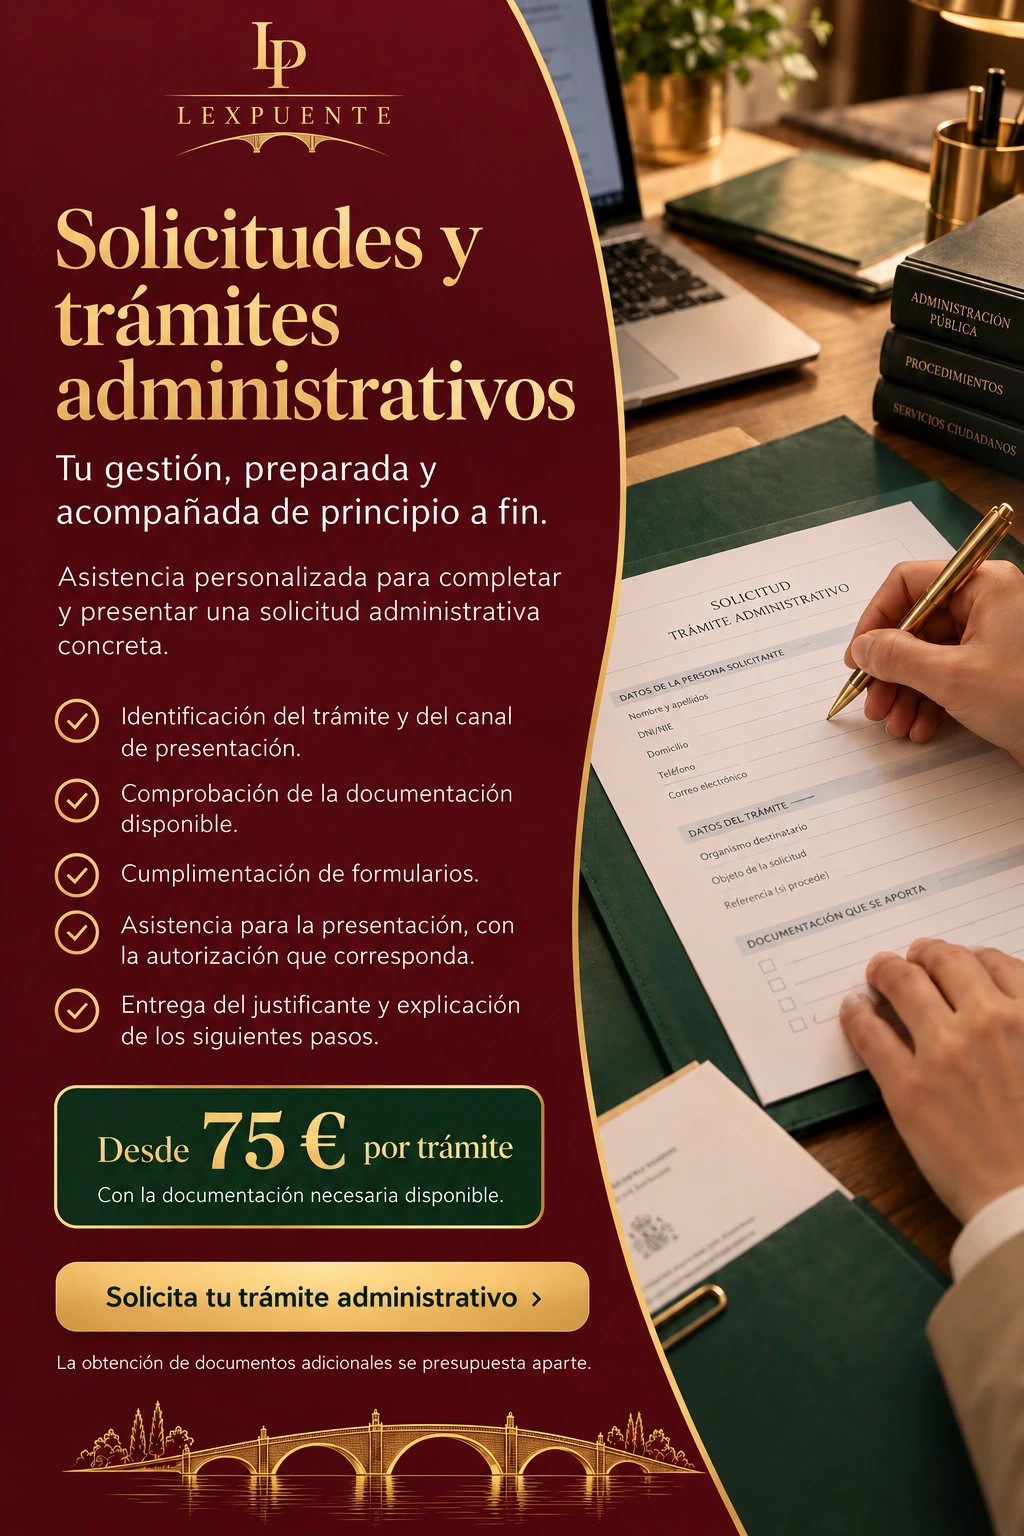 LP
LEXPUENTE
Solicitudes y
trámites
administrativos
Tu gestión, preparada y
acompañada de principio a fin.
Asistencia personalizada para completar
y presentar una solicitud administrativa
concreta.
Identificación del trámite y del canal
de presentación.
Comprobación de la documentación
disponible.
Cumplimentación de formularios.
Asistencia para la presentación, con
la autorización que corresponda.
Entrega del justificante y explicación
de los siguientes pasos.
Desde 75 € por trámite
Con la documentación necesaria disponible.
Solicita tu trámite administrativo ›
La obtención de documentos adicionales se presupuesta aparte.
ADMINISTRACIÓN
PÚBLICA
PROCEDIMIENTOS
SERVICIOS CIUDADANOS
SOLICITUD
TRÁMITE ADMINISTRATIVO
DATOS DE LA PERSONA SOLICITANTE
Nombre y apellidos
DNI/NIE
Domicilio
Teléfono
Correo electrónico
DATOS DEL TRÁMITE
Organismo destinatario
Objeto de la solicitud
Referencia (si procede)
DOCUMENTACIÓN QUE SE APORTA